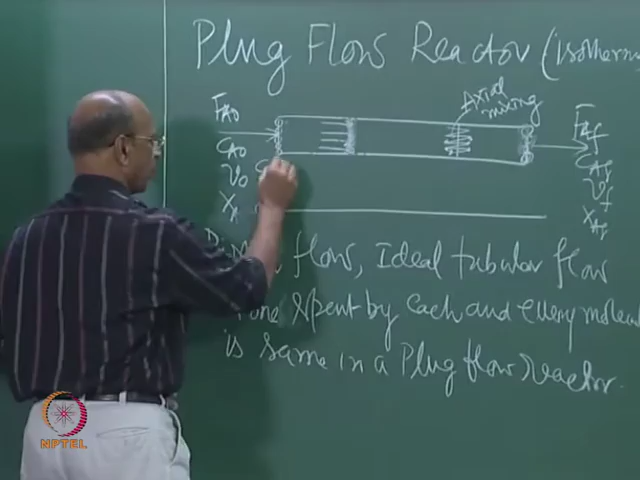 Plug Flow Reactor (isotherm
Axial
mixing
FA0
CA0
v0
XA
FAf
CAf
vf
XAf
flow, Ideal tubular flow
spent by each and every molecul
is same in a Plug flow reactor.
NPTEL